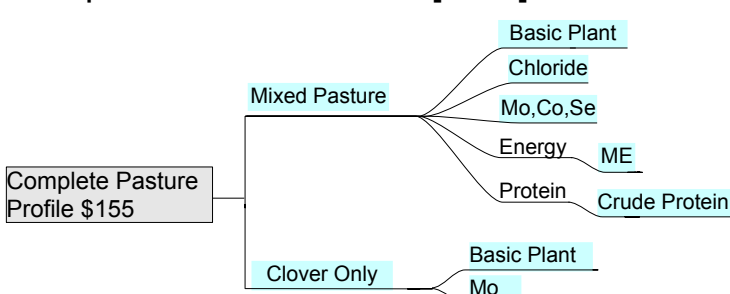 Basic Plant
Chloride
Mixed Pasture
Mo,Co,Se
Energy
ME
Complete Pasture
Profile $155
Protein
Crude Protein
Clover Only
Basic Plant
Mo